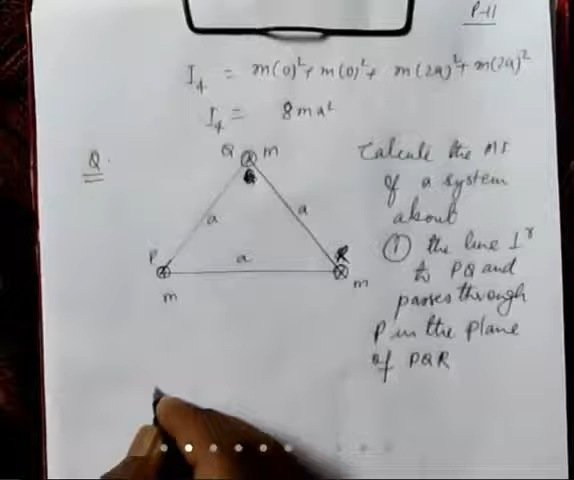 P-11
I₄ = m(0)²+ m(0)²+ m(2a)²+ m(2a)²
I₄ = 8ma²
Q.
Q m
a a
P a R
m m
Calcule the MI
of a system
about
① the line ⊥ʳ
to PQ and
passes through
P in the plane
of PQR